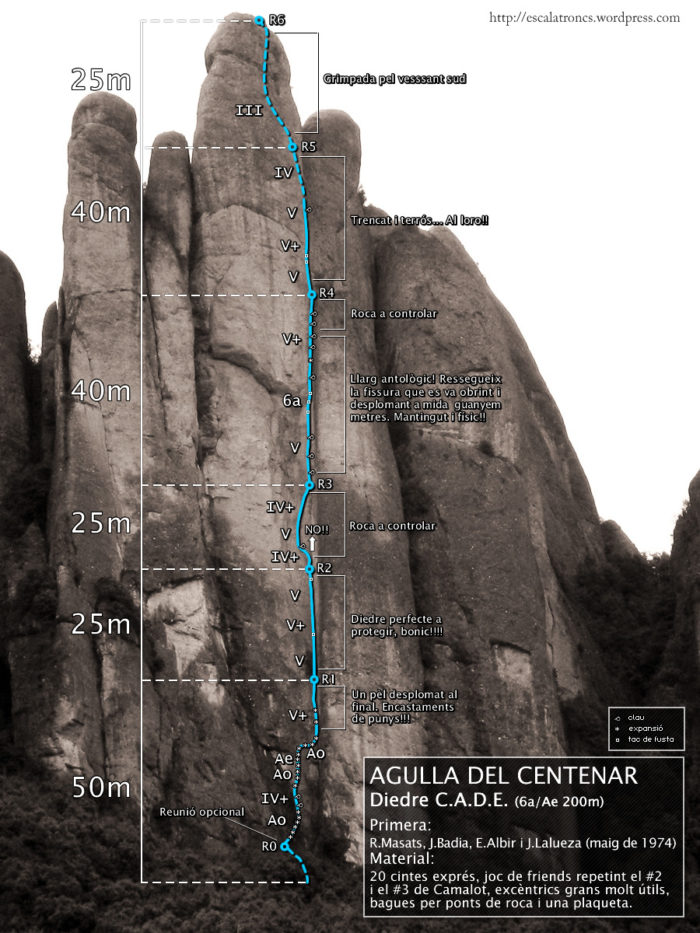 http://escalatroncs.wordpress.com
R6
25m
Grimpada pel vesssant sud
III
R5
IV
40m
V
Trencat i terrós... Al loro!!
V+
V
R4
Roca a controlar
V+
40m
6a
Llarg antològic! Ressegueix
la fissura que es va obrint i
desplomant a mida guanyem
metres. Mantingut i físic!!
V
R3
IV+
25m
V
NO!!
Roca a controlar
IV+
R2
V
25m
V+
Diedre perfecte a
protegir, bonic!!!!
V
R1
Un pèl desplomat al
final. Encastaments
de punys!!!
V+
clau
expansió
tac de fusta
Ao
Ae
Ao
50m
IV+
Ao
Reunió opcional
R0
AGULLA DEL CENTENAR
Diedre C.A.D.E. (6a/Ae 200m)
Primera:
R.Masats, J.Badia, E.Albir i J.Lalueza (maig de 1974)
Material:
20 cintes exprés, joc de friends repetint el #2
i el #3 de Camalot, excèntrics grans molt útils,
bagues per ponts de roca i una plaqueta.